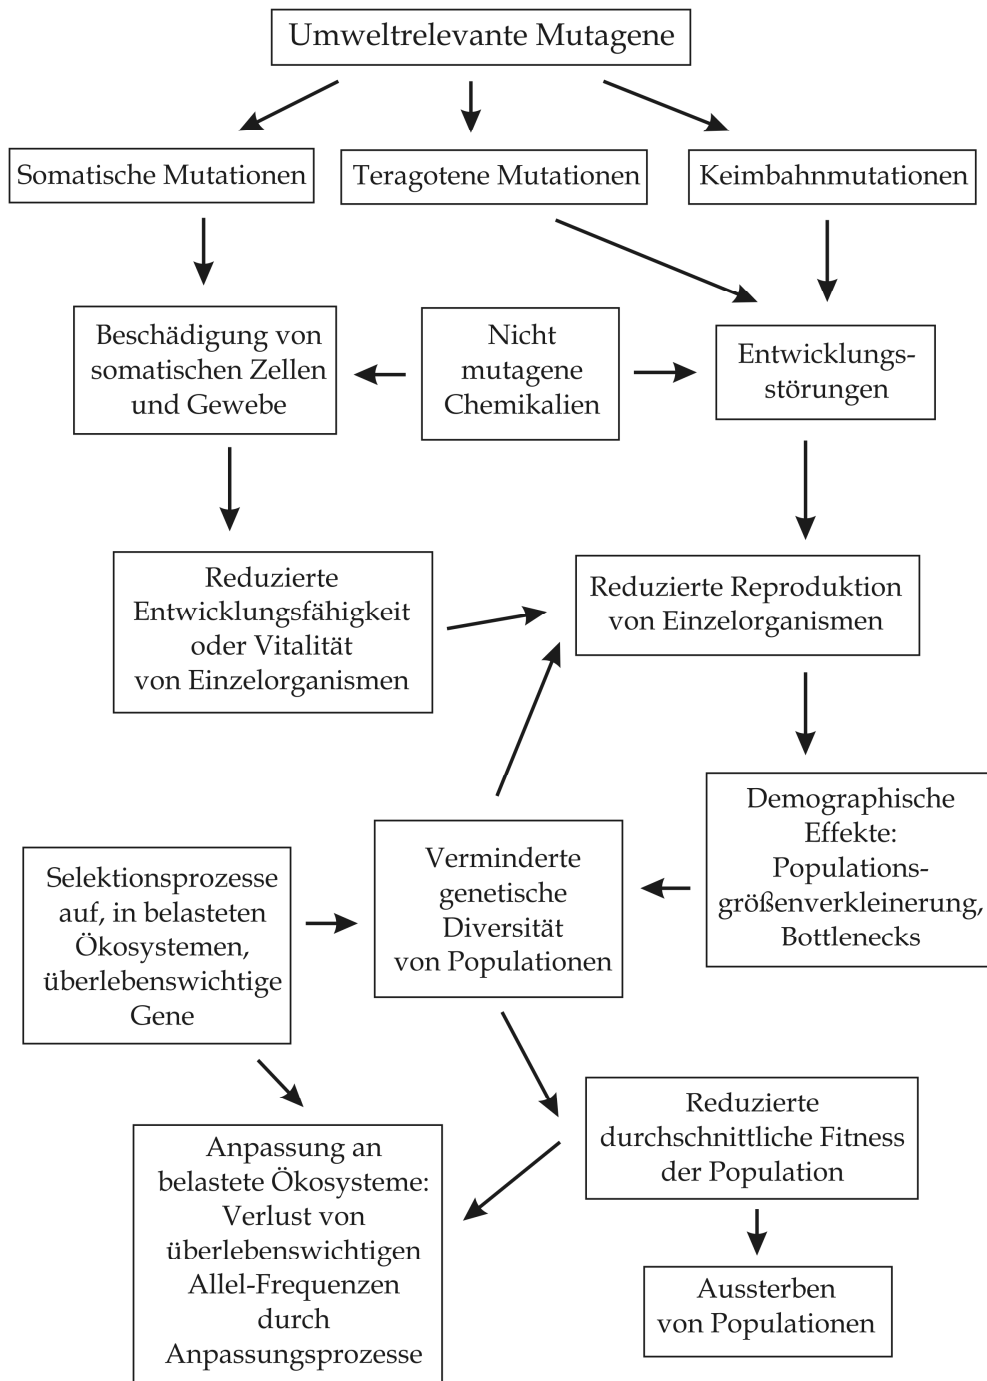 Umweltrelevante Mutagene
Somatische Mutationen
Teragotene Mutationen
Keimbahnmutationen
Beschädigung von
somatischen Zellen
und Gewebe
Nicht
mutagene
Chemikalien
Entwicklungs-
störungen
Reduzierte
Entwicklungsfähigkeit
oder Vitalität
von Einzelorganismen
Reduzierte Reproduktion
von Einzelorganismen
Demographische
Effekte:
Populations-
größenverkleinerung,
Bottlenecks
Verminderte
genetische
Diversität
von Populationen
Selektionsprozesse
auf, in belasteten
Ökosystemen,
überlebenswichtige
Gene
Reduzierte
durchschnittliche Fitness
der Population
Anpassung an
belastete Ökosysteme:
Verlust von
überlebenswichtigen
Allel-Frequenzen
durch
Anpassungsprozesse
Aussterben
von Populationen